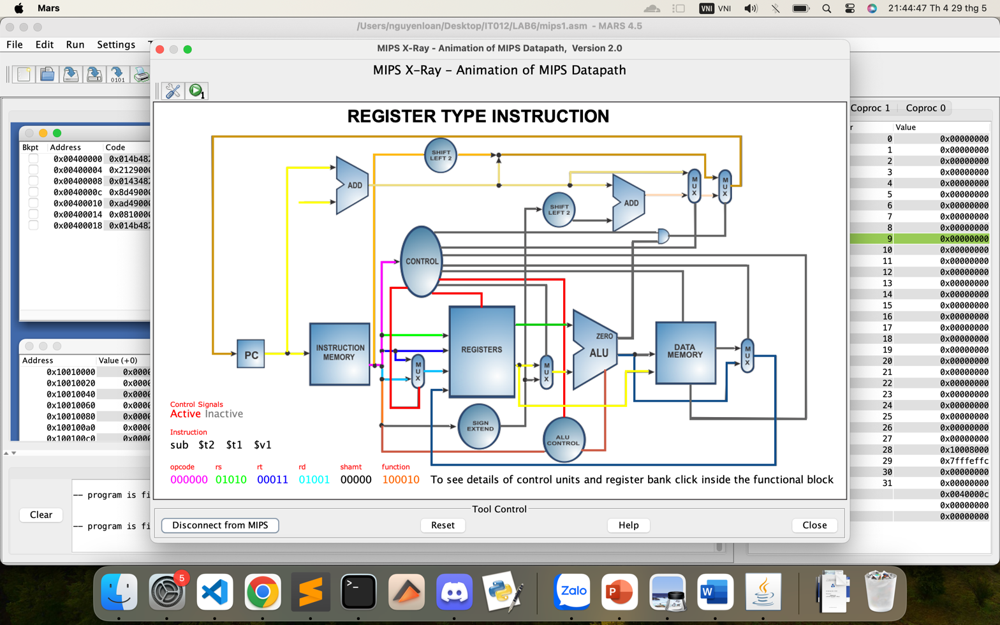 Mars
VNI VNI
21:44:47 Th 4 29 thg 5
/Users/nguyenloan/Desktop/IT012/LAB6/mips1.asm - MARS 4.5
File Edit Run Settings
MIPS X-Ray - Animation of MIPS Datapath, Version 2.0
MIPS X-Ray - Animation of MIPS Datapath
0101
1
REGISTER TYPE INSTRUCTION
SHIFT LEFT 2
ADD
MUX
MUX
SHIFT LEFT 2
ADD
CONTROL
PC
INSTRUCTION MEMORY
REGISTERS
MUX
MUX
ZERO
ALU
DATA MEMORY
MUX
SIGN EXTEND
ALU CONTROL
Control Signals
Active Inactive
Instruction
sub $t2 $t1 $v1
opcode rs rt rd shamt function
000000 01010 00011 01001 00000 100010
To see details of control units and register bank click inside the functional block
Tool Control
Disconnect from MIPS Reset Help Close
Bkpt Address Code
0x00400000 0x014b482
0x00400004 0x2129000
0x00400008 0x0143482
0x0040000c 0x8d49000
0x00400010 0xad49000
0x00400014 0x0810000
0x00400018 0x014b482
Address Value (+0)
0x10010000 0x0000
0x10010020 0x0000
0x10010040 0x0000
0x10010060 0x0000
0x10010080 0x0000
0x100100a0 0x0000
0x100100c0 0x0000
Clear
-- program is fi
-- program is fi
Coproc 1 Coproc 0
r Value
0 0x00000000
1 0x00000000
2 0x00000000
3 0x00000000
4 0x00000000
5 0x00000000
6 0x00000000
7 0x00000000
8 0x00000000
9 0x00000000
10 0x00000000
11 0x00000000
12 0x00000000
13 0x00000000
14 0x00000000
15 0x00000000
16 0x00000000
17 0x00000000
18 0x00000000
19 0x00000000
20 0x00000000
21 0x00000000
22 0x00000000
23 0x00000000
24 0x00000000
25 0x00000000
26 0x00000000
27 0x00000000
28 0x10008000
29 0x7fffeffc
30 0x00000000
31 0x00000000
0x0040000c
0x00000000
0x00000000
5
>_
Zalo
P
W